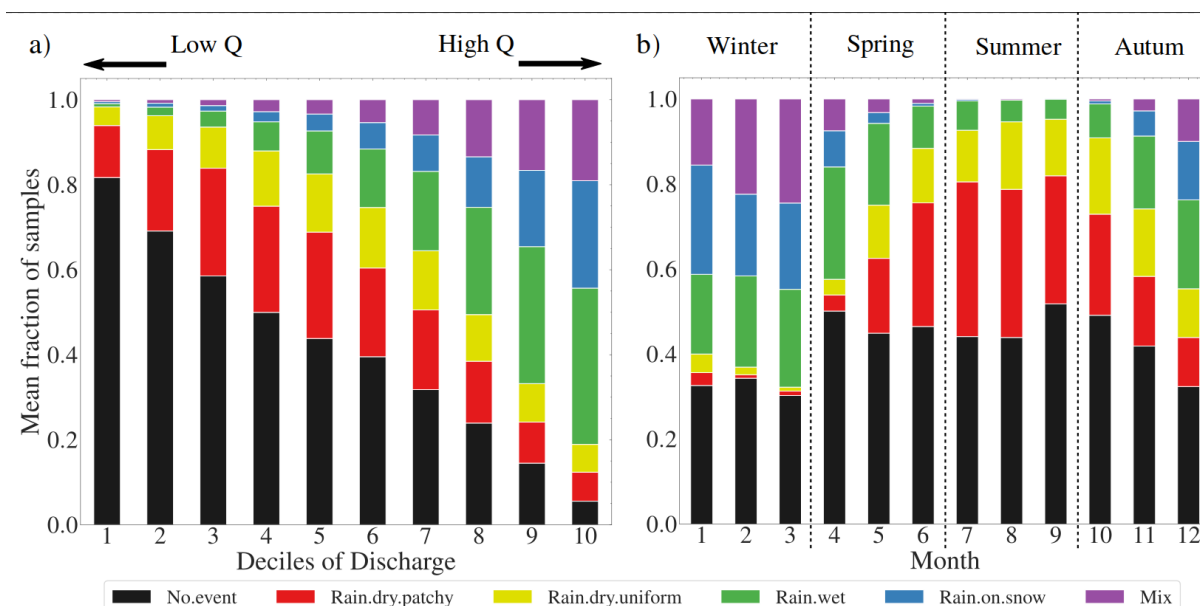 a) Low Q High Q
b) Winter Spring Summer Autum
Mean fraction of samples
1.0
0.8
0.6
0.4
0.2
0.0
1 2 3 4 5 6 7 8 9 10
Deciles of Discharge
1.0
0.8
0.6
0.4
0.2
0.0
1 2 3 4 5 6 7 8 9 10 11 12
Month
No.event Rain.dry.patchy Rain.dry.uniform Rain.wet Rain.on.snow Mix